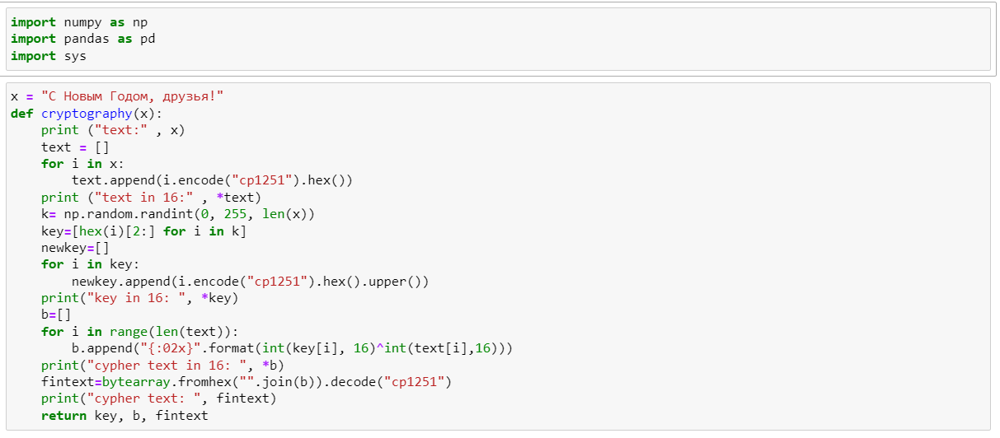 import numpy as np
import pandas as pd
import sys
x = "С Новым Годом, друзья!"
def cryptography(x):
    print ("text:" , x)
    text = []
    for i in x:
        text.append(i.encode("cp1251").hex())
    print ("text in 16:" , *text)
    k= np.random.randint(0, 255, len(x))
    key=[hex(i)[2:] for i in k]
    newkey=[]
    for i in key:
        newkey.append(i.encode("cp1251").hex().upper())
    print("key in 16: ", *key)
    b=[]
    for i in range(len(text)):
        b.append("{:02x}".format(int(key[i], 16)^int(text[i],16)))
    print("cypher text in 16: ", *b)
    fintext=bytearray.fromhex("".join(b)).decode("cp1251")
    print("cypher text: ", fintext)
    return key, b, fintext